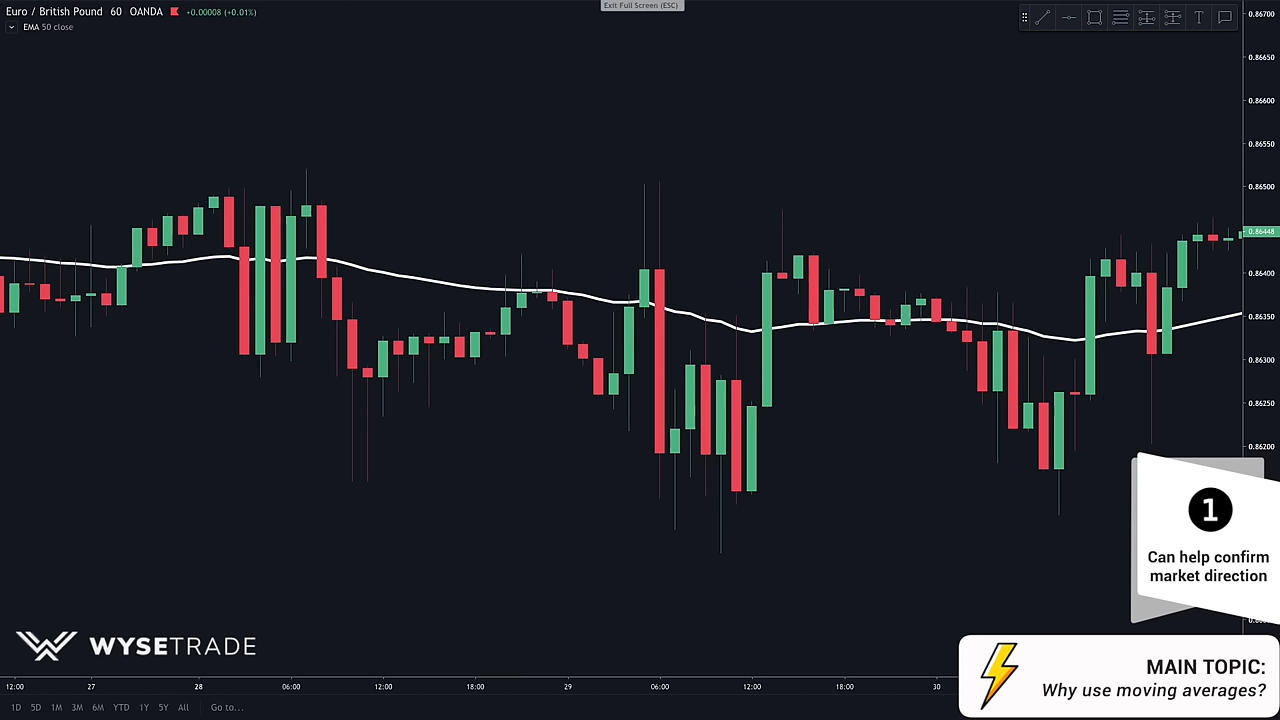 Euro / British Pound 60 OANDA +0.00008 (+0.01%)
EMA 50 close
Exit Full Screen (ESC)
T
0.86700
0.86650
0.86600
0.86550
0.86500
0.86448
0.86400
0.86350
0.86300
0.86250
0.86200
1
Can help confirm
market direction
WYSETRADE
MAIN TOPIC:
Why use moving averages?
12:00 27 28 06:00 12:00 18:00 29 06:00 12:00 18:00 30
1D 5D 1M 3M 6M YTD 1Y 5Y All Go to...